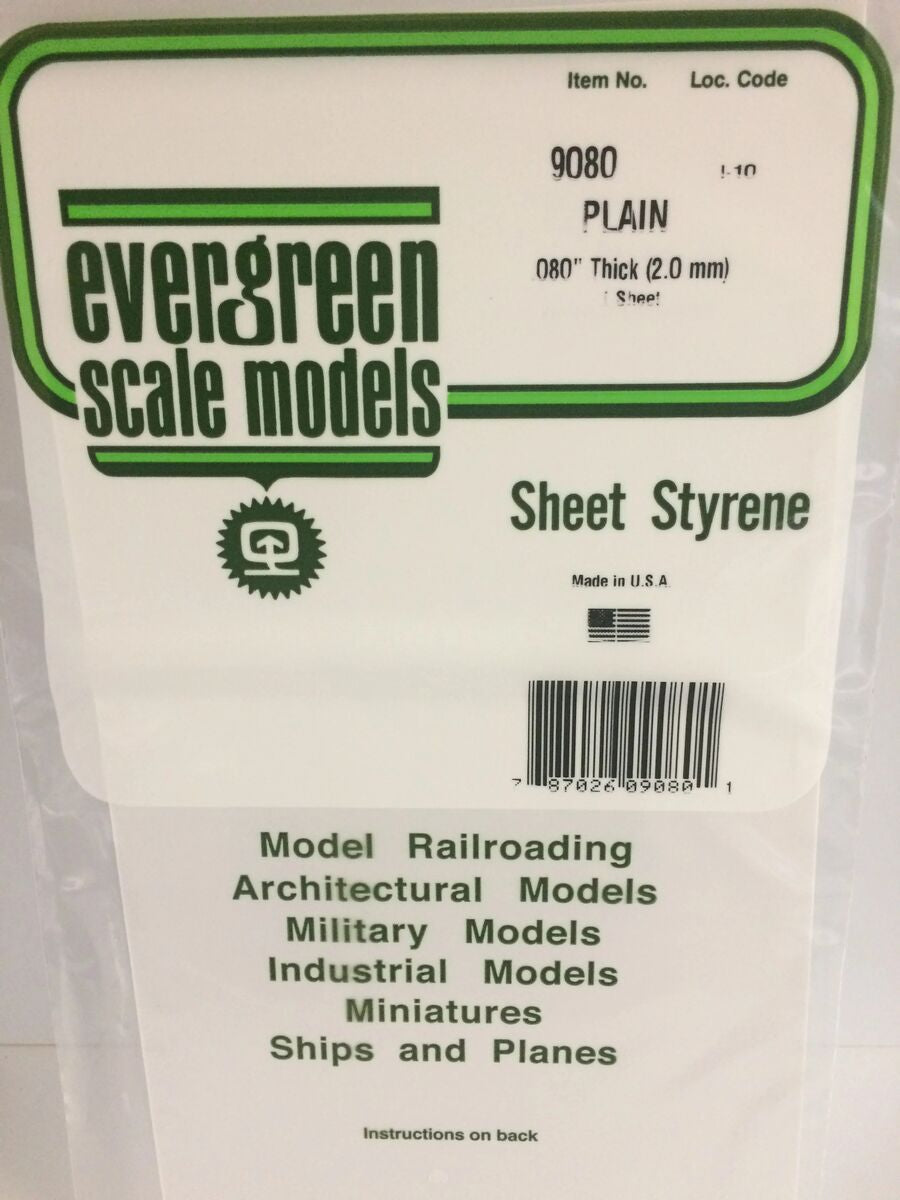 Item No. Loc. Code
9080
PLAIN
080" Thick (2.0 mm)
Sheet
evergreen
scale models
Sheet Styrene
Made in U.S.A.
7 87026 09080 1
Model Railroading
Architectural Models
Military Models
Industrial Models
Miniatures
Ships and Planes
Instructions on back